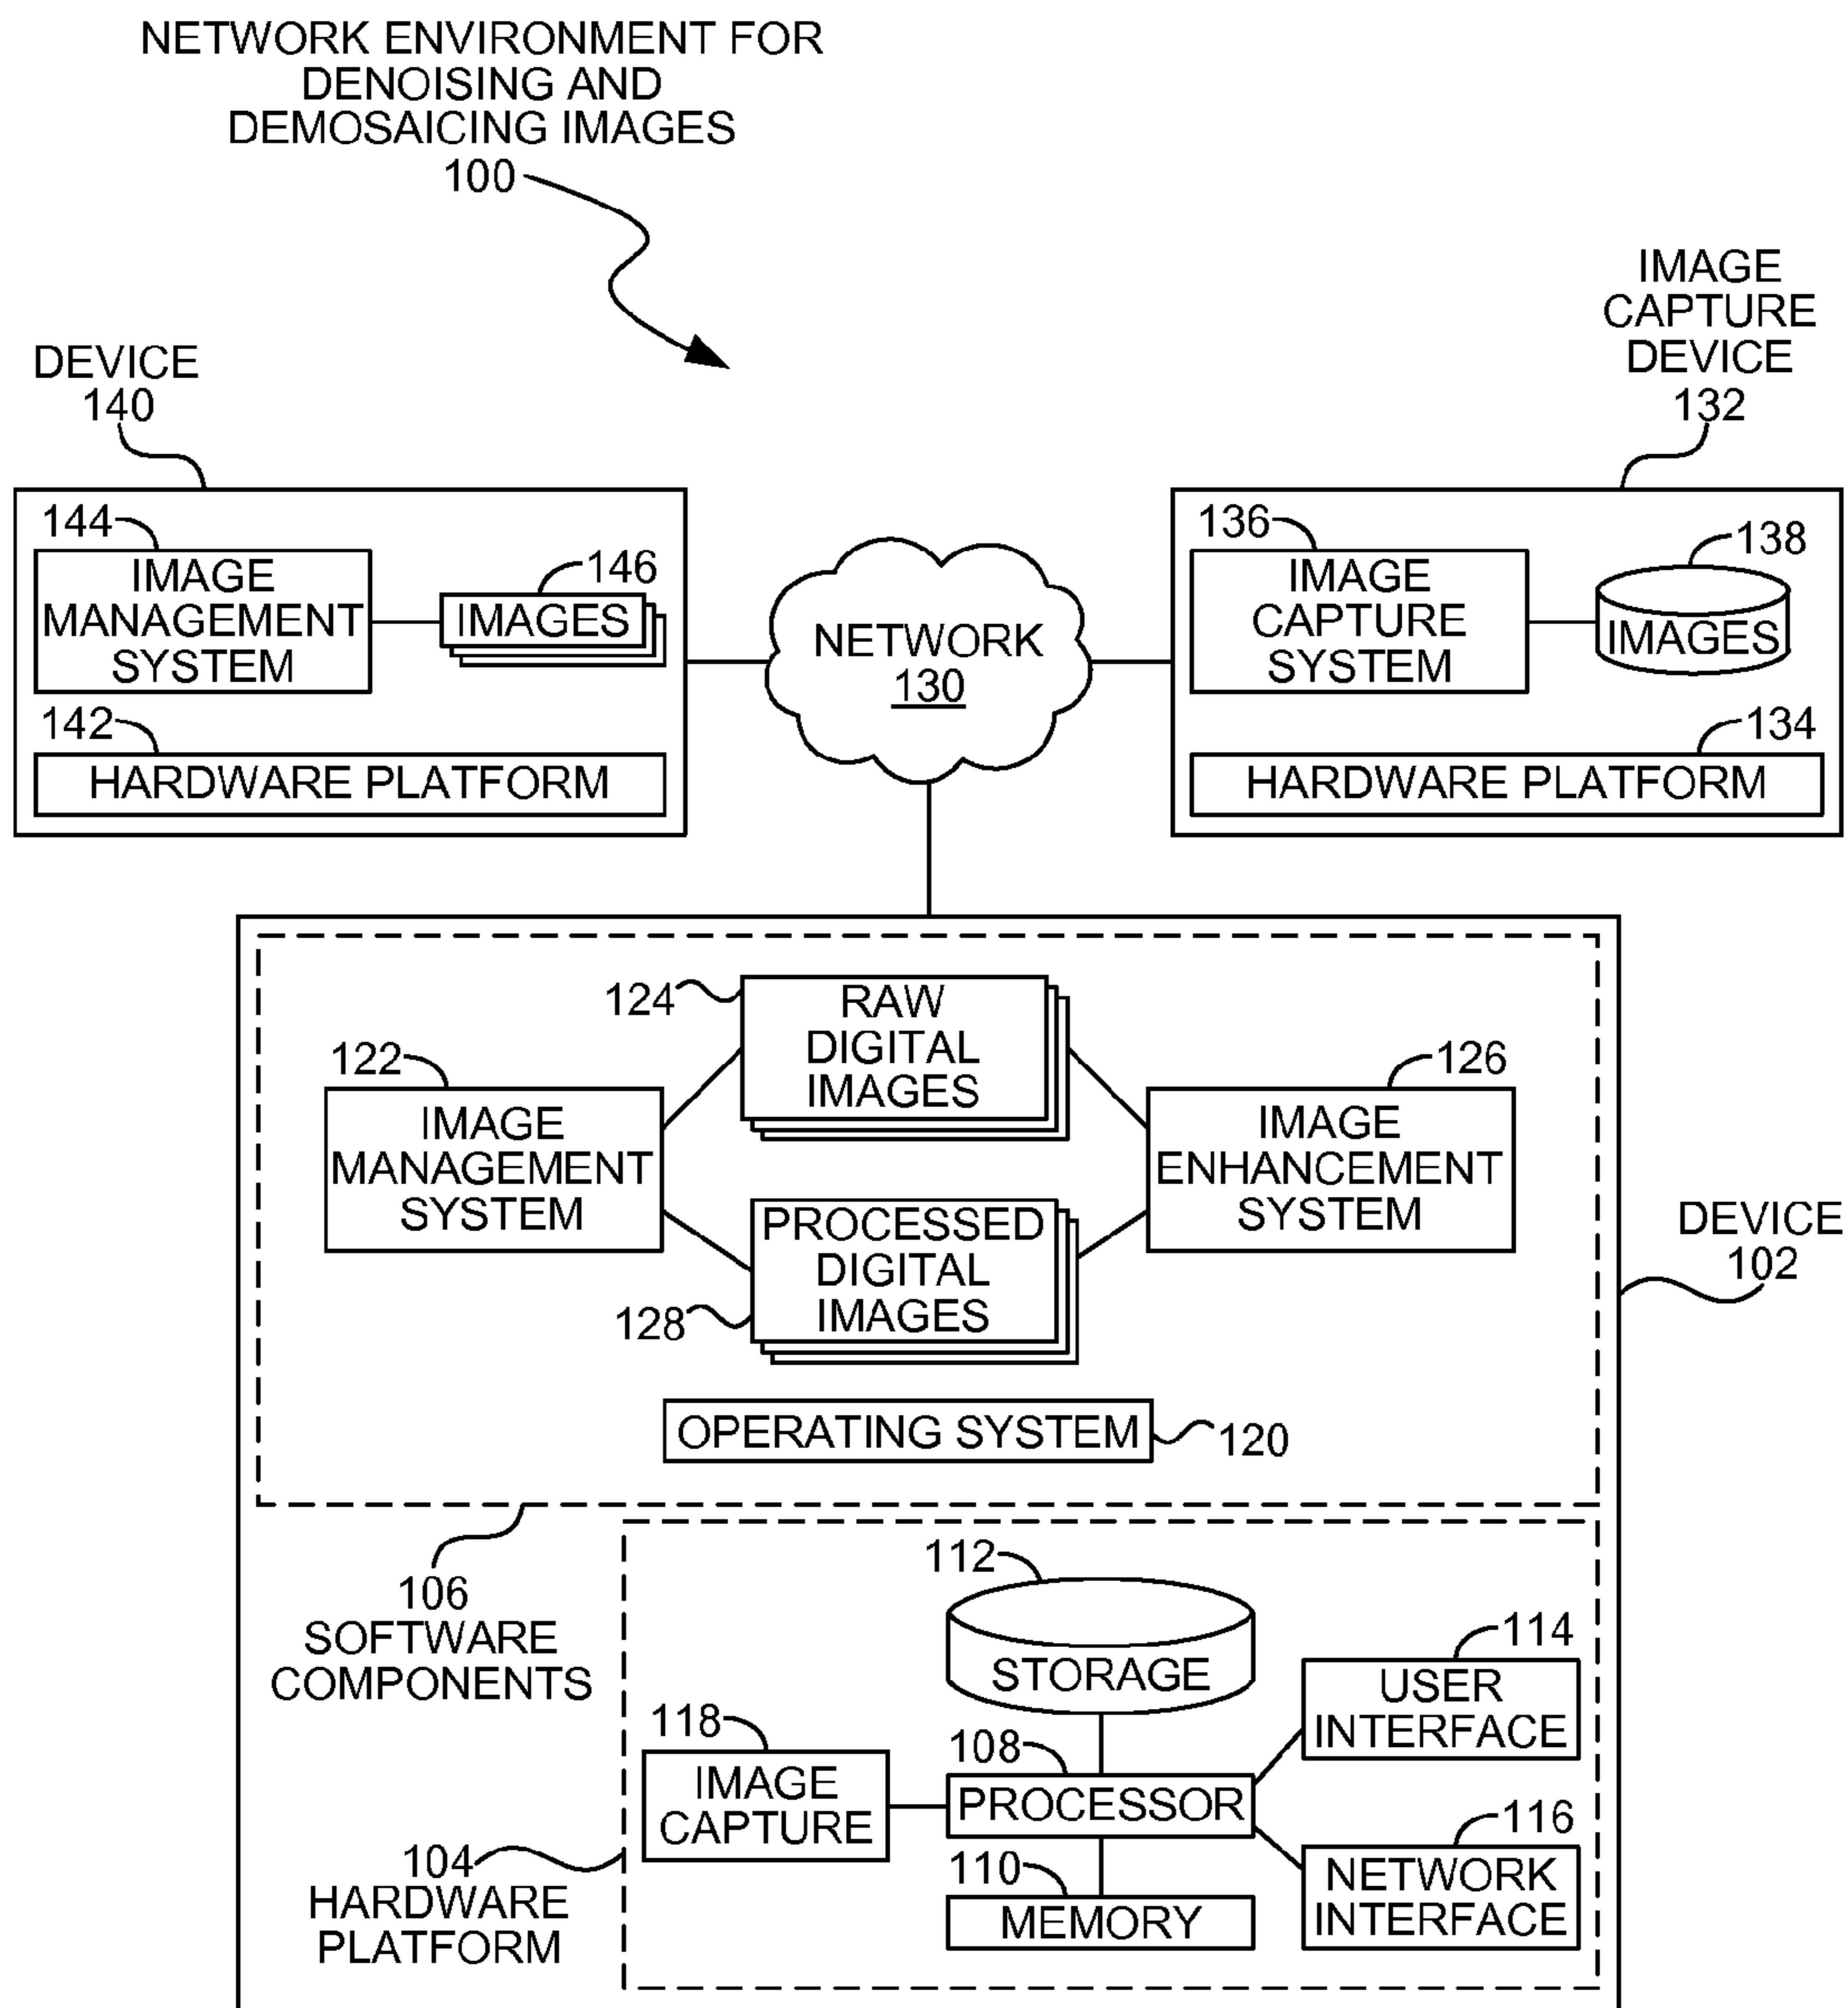 NETWORK ENVIRONMENT FOR
DENOISING AND
DEMOSAICING IMAGES
100
DEVICE
140
IMAGE
CAPTURE
DEVICE
132
144
IMAGE
MANAGEMENT
SYSTEM
146
IMAGES
142
HARDWARE PLATFORM
NETWORK
130
136
IMAGE
CAPTURE
SYSTEM
138
IMAGES
134
HARDWARE PLATFORM
124
RAW
DIGITAL
IMAGES
122
IMAGE
MANAGEMENT
SYSTEM
126
IMAGE
ENHANCEMENT
SYSTEM
PROCESSED
DIGITAL
IMAGES
128
DEVICE
102
OPERATING SYSTEM
120
106
SOFTWARE
COMPONENTS
112
STORAGE
114
USER
INTERFACE
118
IMAGE
CAPTURE
108
PROCESSOR
116
NETWORK
INTERFACE
110
MEMORY
104
HARDWARE
PLATFORM